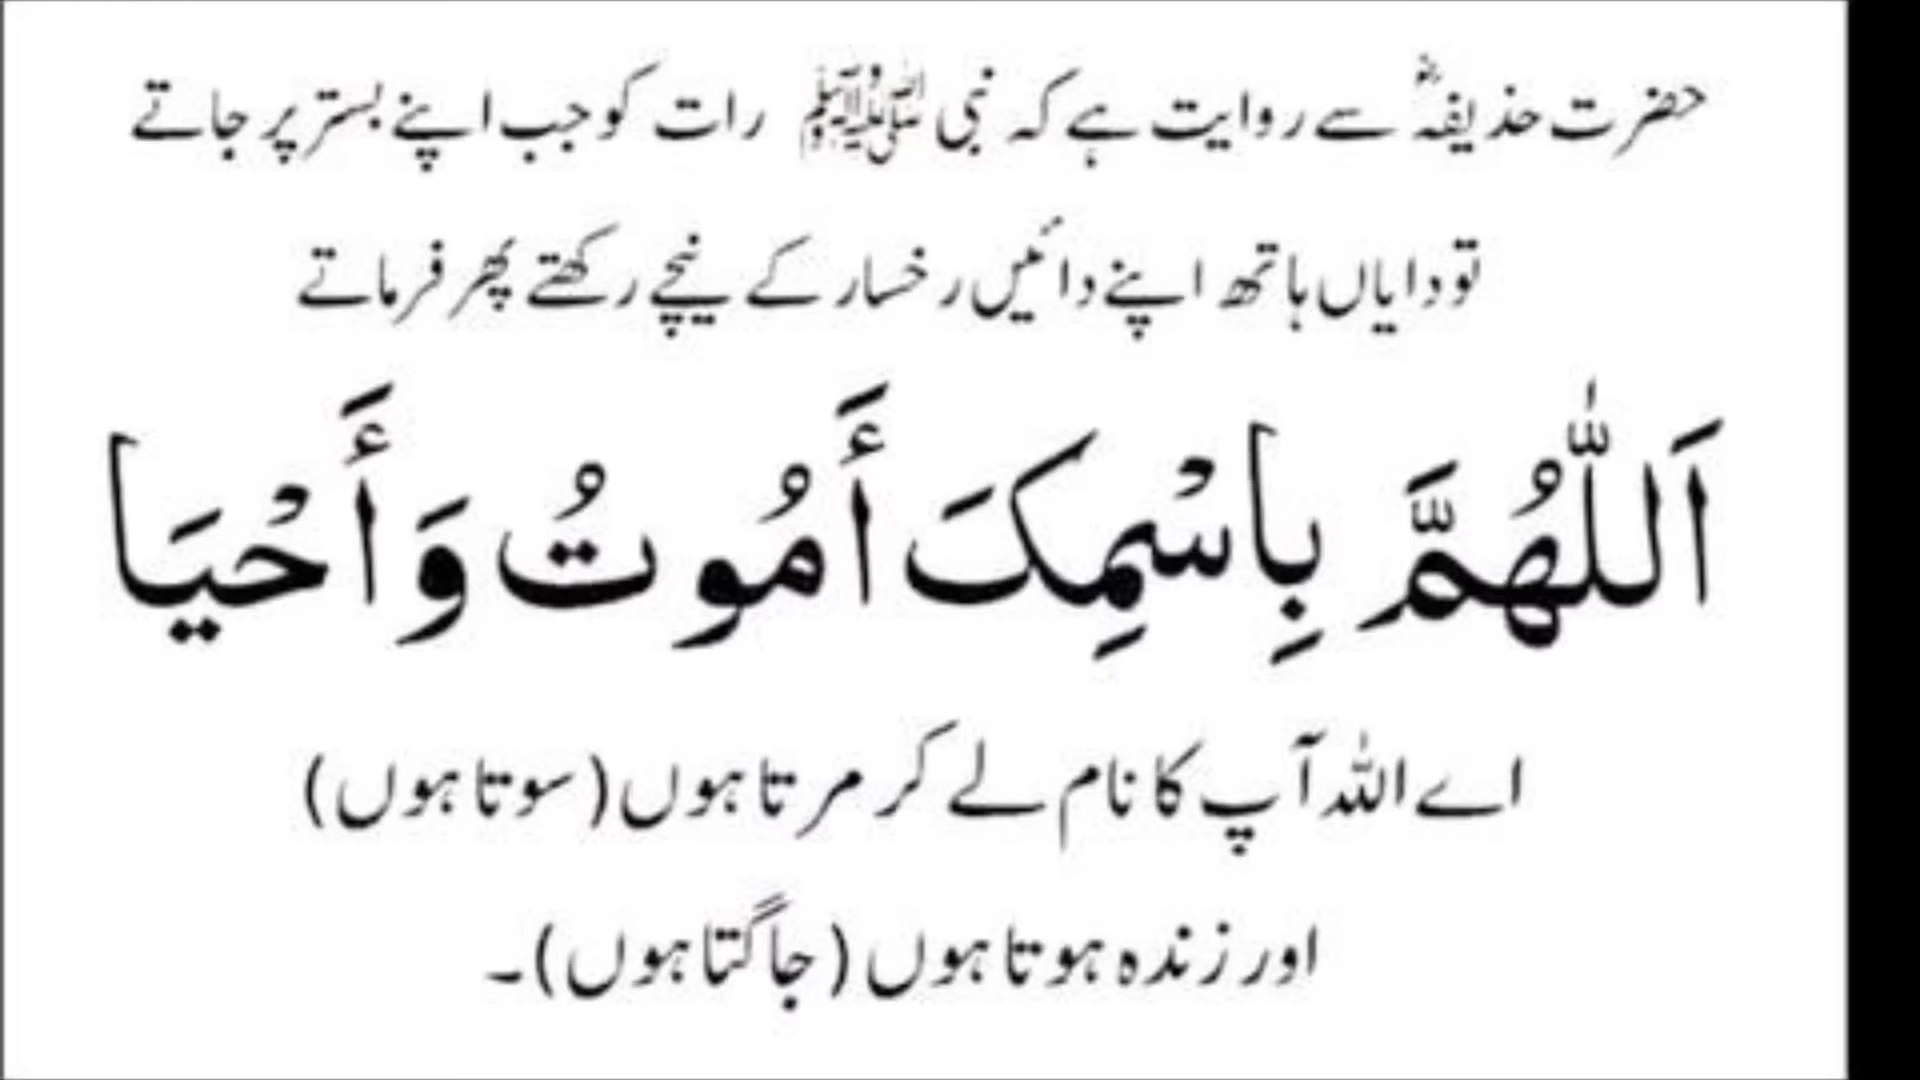 حضرت حذیفہؓ سے روایت ہے کہ نبی ﷺ رات کو جب اپنے بستر پر جاتے
تو دایاں ہاتھ اپنے دائیں رخسار کے نیچے رکھتے پھر فرماتے
اَللّٰهُمَّ بِاسْمِکَ أَمُوتُ وَأَحْيَا
اے اللہ آپ کا نام لے کر مرتا ہوں (سوتا ہوں)
اور زندہ ہوتا ہوں (جاگتا ہوں)۔